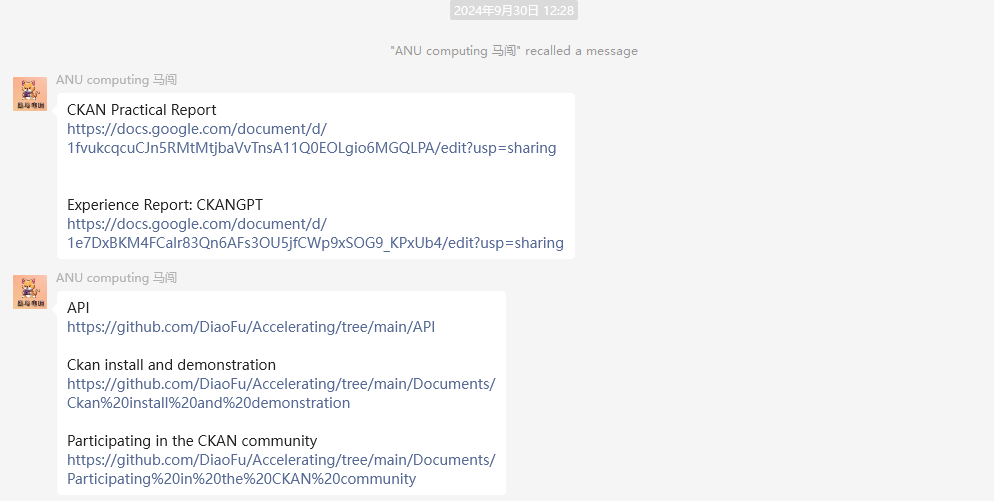 2024年9月30日 12:28
"ANU computing 马闯" recalled a message
ANU computing 马闯
CKAN Practical Report
https://docs.google.com/document/d/
1fvukcqcuCJn5RMtMtjbaVvTnsA11Q0EOLgio6MGQLPA/edit?usp=sharing
Experience Report: CKANGPT
https://docs.google.com/document/d/
1e7DxBKM4FCaIr83Qn6AFs3OU5jfCWp9xSOG9_KPxUb4/edit?usp=sharing
ANU computing 马闯
API
https://github.com/DiaoFu/Accelerating/tree/main/API
Ckan install and demonstration
https://github.com/DiaoFu/Accelerating/tree/main/Documents/
Ckan%20install%20and%20demonstration
Participating in the CKAN community
https://github.com/DiaoFu/Accelerating/tree/main/Documents/
Participating%20in%20the%20CKAN%20community